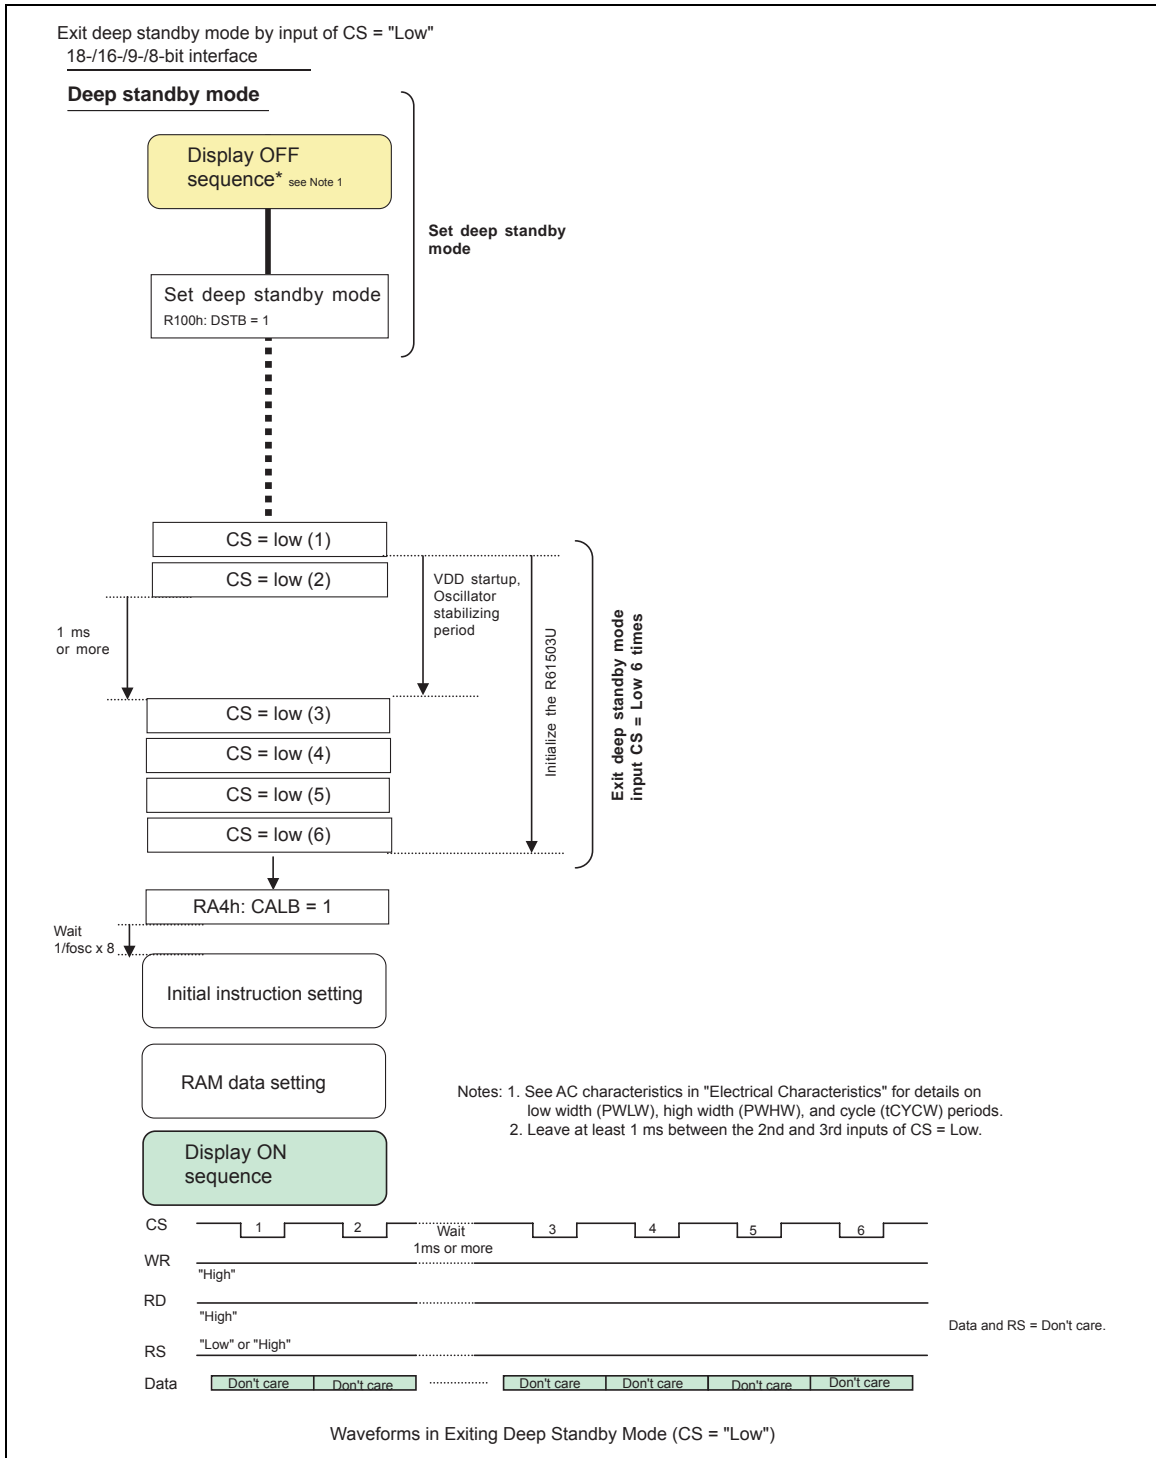 Exit deep standby mode by input of CS = "Low"
18-/16-/9-/8-bit interface
Deep standby mode
Display OFF
sequence* see Note 1
Set deep standby
mode
Set deep standby mode
R100h: DSTB = 1
CS = low (1)
CS = low (2)
1 ms
or more
VDD startup,
Oscillator
stabilizing
period
Initialize the R61503U
Exit deep standby mode
input CS = Low 6 times
CS = low (3)
CS = low (4)
CS = low (5)
CS = low (6)
RA4h: CALB = 1
Wait
1/fosc x 8
Initial instruction setting
RAM data setting
Notes: 1. See AC characteristics in "Electrical Characteristics" for details on
low width (PWLW), high width (PWHW), and cycle (tCYCW) periods.
2. Leave at least 1 ms between the 2nd and 3rd inputs of CS = Low.
Display ON
sequence
CS 1 2 Wait 3 4 5 6
1ms or more
WR
"High"
RD
"High"
Data and RS = Don't care.
"Low" or "High"
RS
Data Don't care Don't care Don't care Don't care Don't care Don't care
Waveforms in Exiting Deep Standby Mode (CS = "Low")